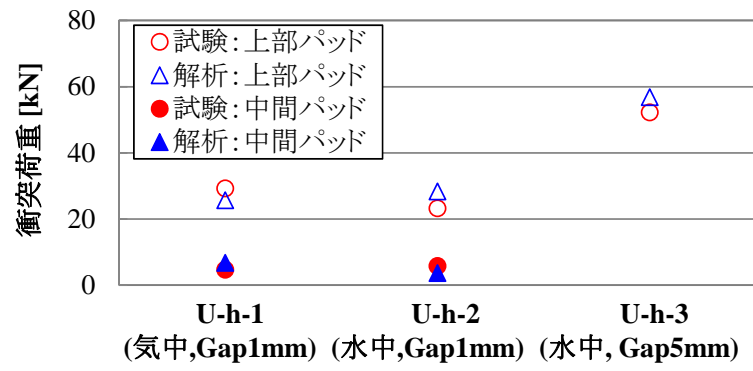 80
60
40
20
0
衝突荷重 [kN]
試験：上部パッド
解析：上部パッド
試験：中間パッド
解析：中間パッド
U-h-1
(気中,Gap1mm)
U-h-2
(水中,Gap1mm)
U-h-3
(水中, Gap5mm)